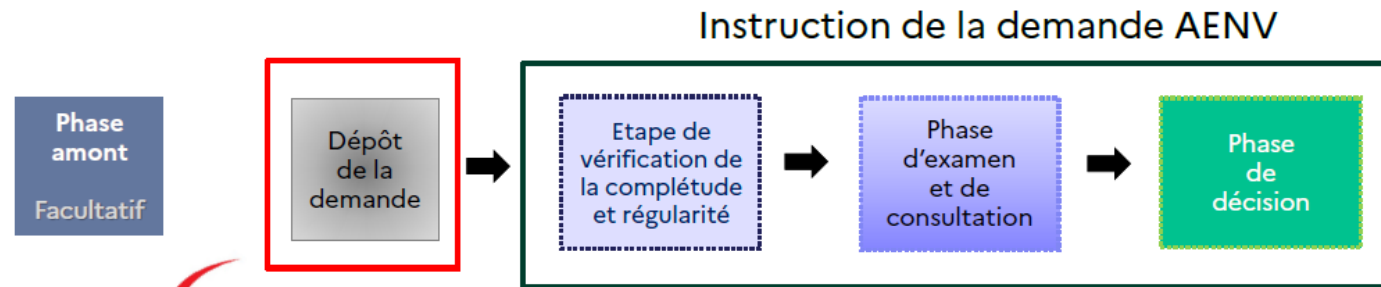 Instruction de la demande AENV
Phase
amont
Facultatif
Dépôt
de la
demande
Etape de
vérification de
la complétude
et régularité
Phase
d'examen
et de
consultation
Phase
de
décision